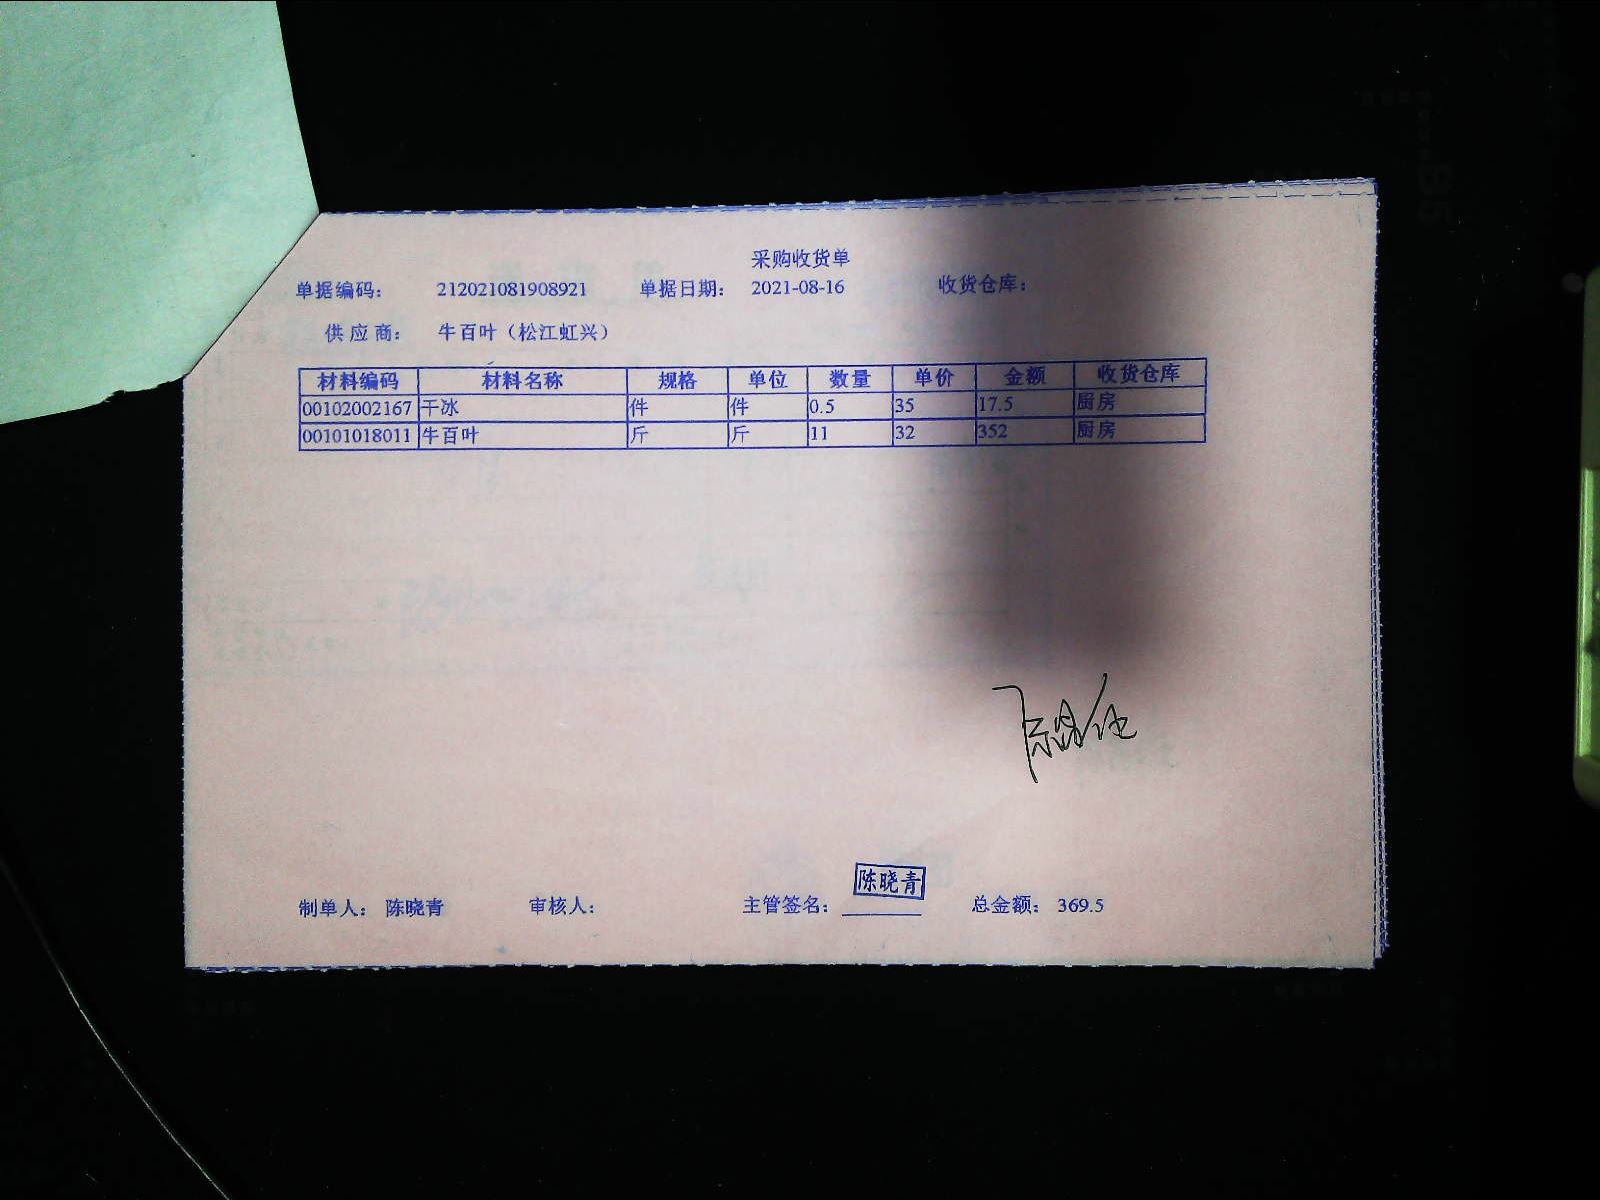 采购收货单
单据编码： 212021081908921 单据日期： 2021-08-16 收货仓库：
供应商： 牛百叶（松江虹兴）
材料编码 材料名称 规格 单位 数量 单价 金额 收货仓库
00102002167 干冰 件 件 0.5 35 17.5 厨房
00101018011 牛百叶 斤 斤 11 32 352 厨房
陈晓青
制单人： 陈晓青 审核人： 主管签名： 总金额： 369.5